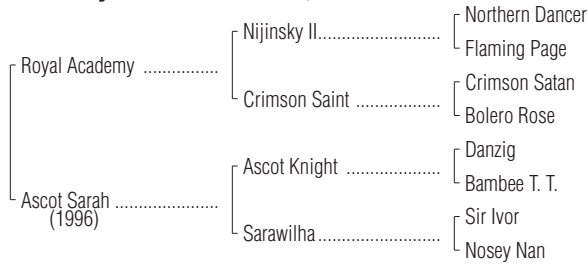 Northern Dancer
Nijinsky II
Flaming Page
Royal Academy
Crimson Satan
Crimson Saint
Bolero Rose
Danzig
Ascot Knight
Bambee T. T.
Ascot Sarah
(1996)
Sir Ivor
Sarawilha
Nosey Nan